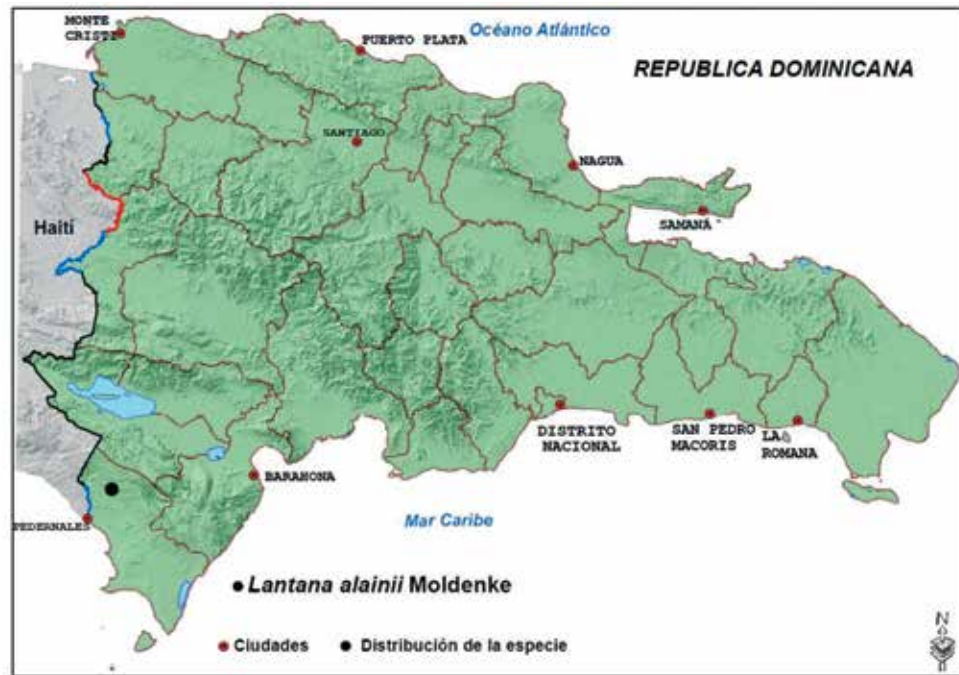 MONTE
CRISTI
PUERTO PLATA
Océano Atlántico
REPUBLICA DOMINICANA
SANTIAGO
NAGUA
SAMANÁ
Haití
DISTRITO
NACIONAL
SAN PEDRO
MACORIS
LA
ROMANA
BARAHONA
PEDERNALES
Mar Caribe
Lantana alainii Moldenke
Ciudades
Distribución de la especie
N